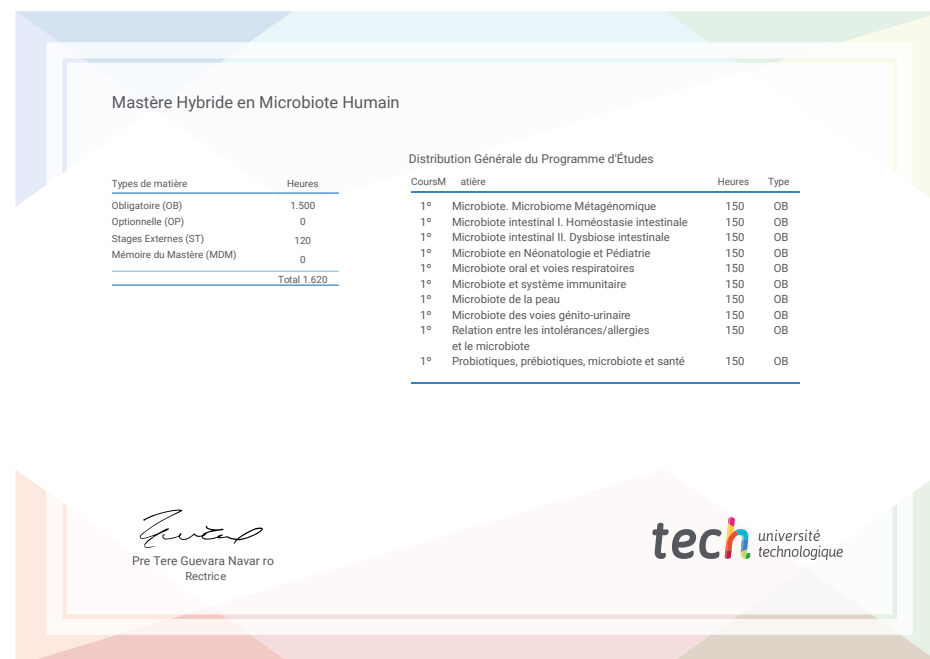 Mastère Hybride en Microbiote Humain
Distribution Générale du Programme d'Études
Types de matière Heures
Obligatoire (OB) 1.500
Optionnelle (OP) 0
Stages Externes (ST) 120
Mémoire du Mastère (MDM) 0
Total 1.620
CoursM atière Heures Type
1º Microbiote. Microbiome Métagénomique 150 OB
1º Microbiote intestinal I. Homéostasie intestinale 150 OB
1º Microbiote intestinal II. Dysbiose intestinale 150 OB
1º Microbiote en Néonatologie et Pédiatrie 150 OB
1º Microbiote oral et voies respiratoires 150 OB
1º Microbiote et système immunitaire 150 OB
1º Microbiote de la peau 150 OB
1º Microbiote des voies génito-urinaire 150 OB
1º Relation entre les intolérances/allergies 150 OB
et le microbiote
1º Probiotiques, prébiotiques, microbiote et santé 150 OB
Pre Tere Guevara Navar ro
Rectrice
tech université
technologique